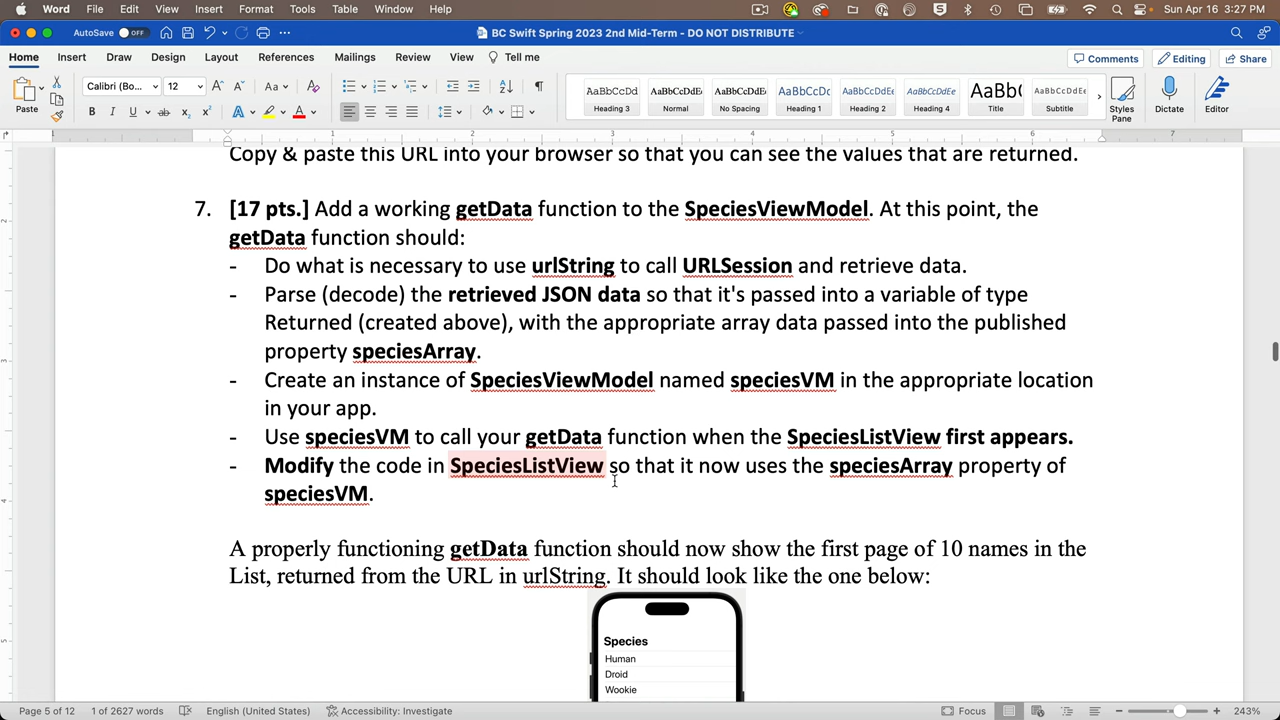 Word File Edit View Insert Format Tools Table Window Help Sun Apr 16 3:27 PM
AutoSave OFF BC Swift Spring 2023 2nd Mid-Term - DO NOT DISTRIBUTE
Home Insert Draw Design Layout References Mailings Review View Tell me Comments Editing Share
Paste Calibri (Bo... 12 AaBbCcDd Heading 3 AaBbCcDdEe Normal AaBbCcDdEe No Spacing AaBbCcDc Heading 1 AaBbCcDdEe Heading 2 AaBbCcDdEe Heading 4 AaBbC Title AaBbCcDdEe Subtitle Styles Pane Dictate Editor
1 1 2 3 4 5 6 7
Copy & paste this URL into your browser so that you can see the values that are returned.
7. [17 pts.] Add a working getData function to the SpeciesViewModel. At this point, the
getData function should:
- Do what is necessary to use urlString to call URLSession and retrieve data.
- Parse (decode) the retrieved JSON data so that it's passed into a variable of type
Returned (created above), with the appropriate array data passed into the published
property speciesArray.
- Create an instance of SpeciesViewModel named speciesVM in the appropriate location
in your app.
- Use speciesVM to call your getData function when the SpeciesListView first appears.
- Modify the code in SpeciesListView so that it now uses the speciesArray property of
speciesVM.
A properly functioning getData function should now show the first page of 10 names in the
List, returned from the URL in urlString. It should look like the one below:
Species
Human
Droid
Wookie
Page 5 of 12 1 of 2627 words English (United States) Accessibility: Investigate Focus 243%